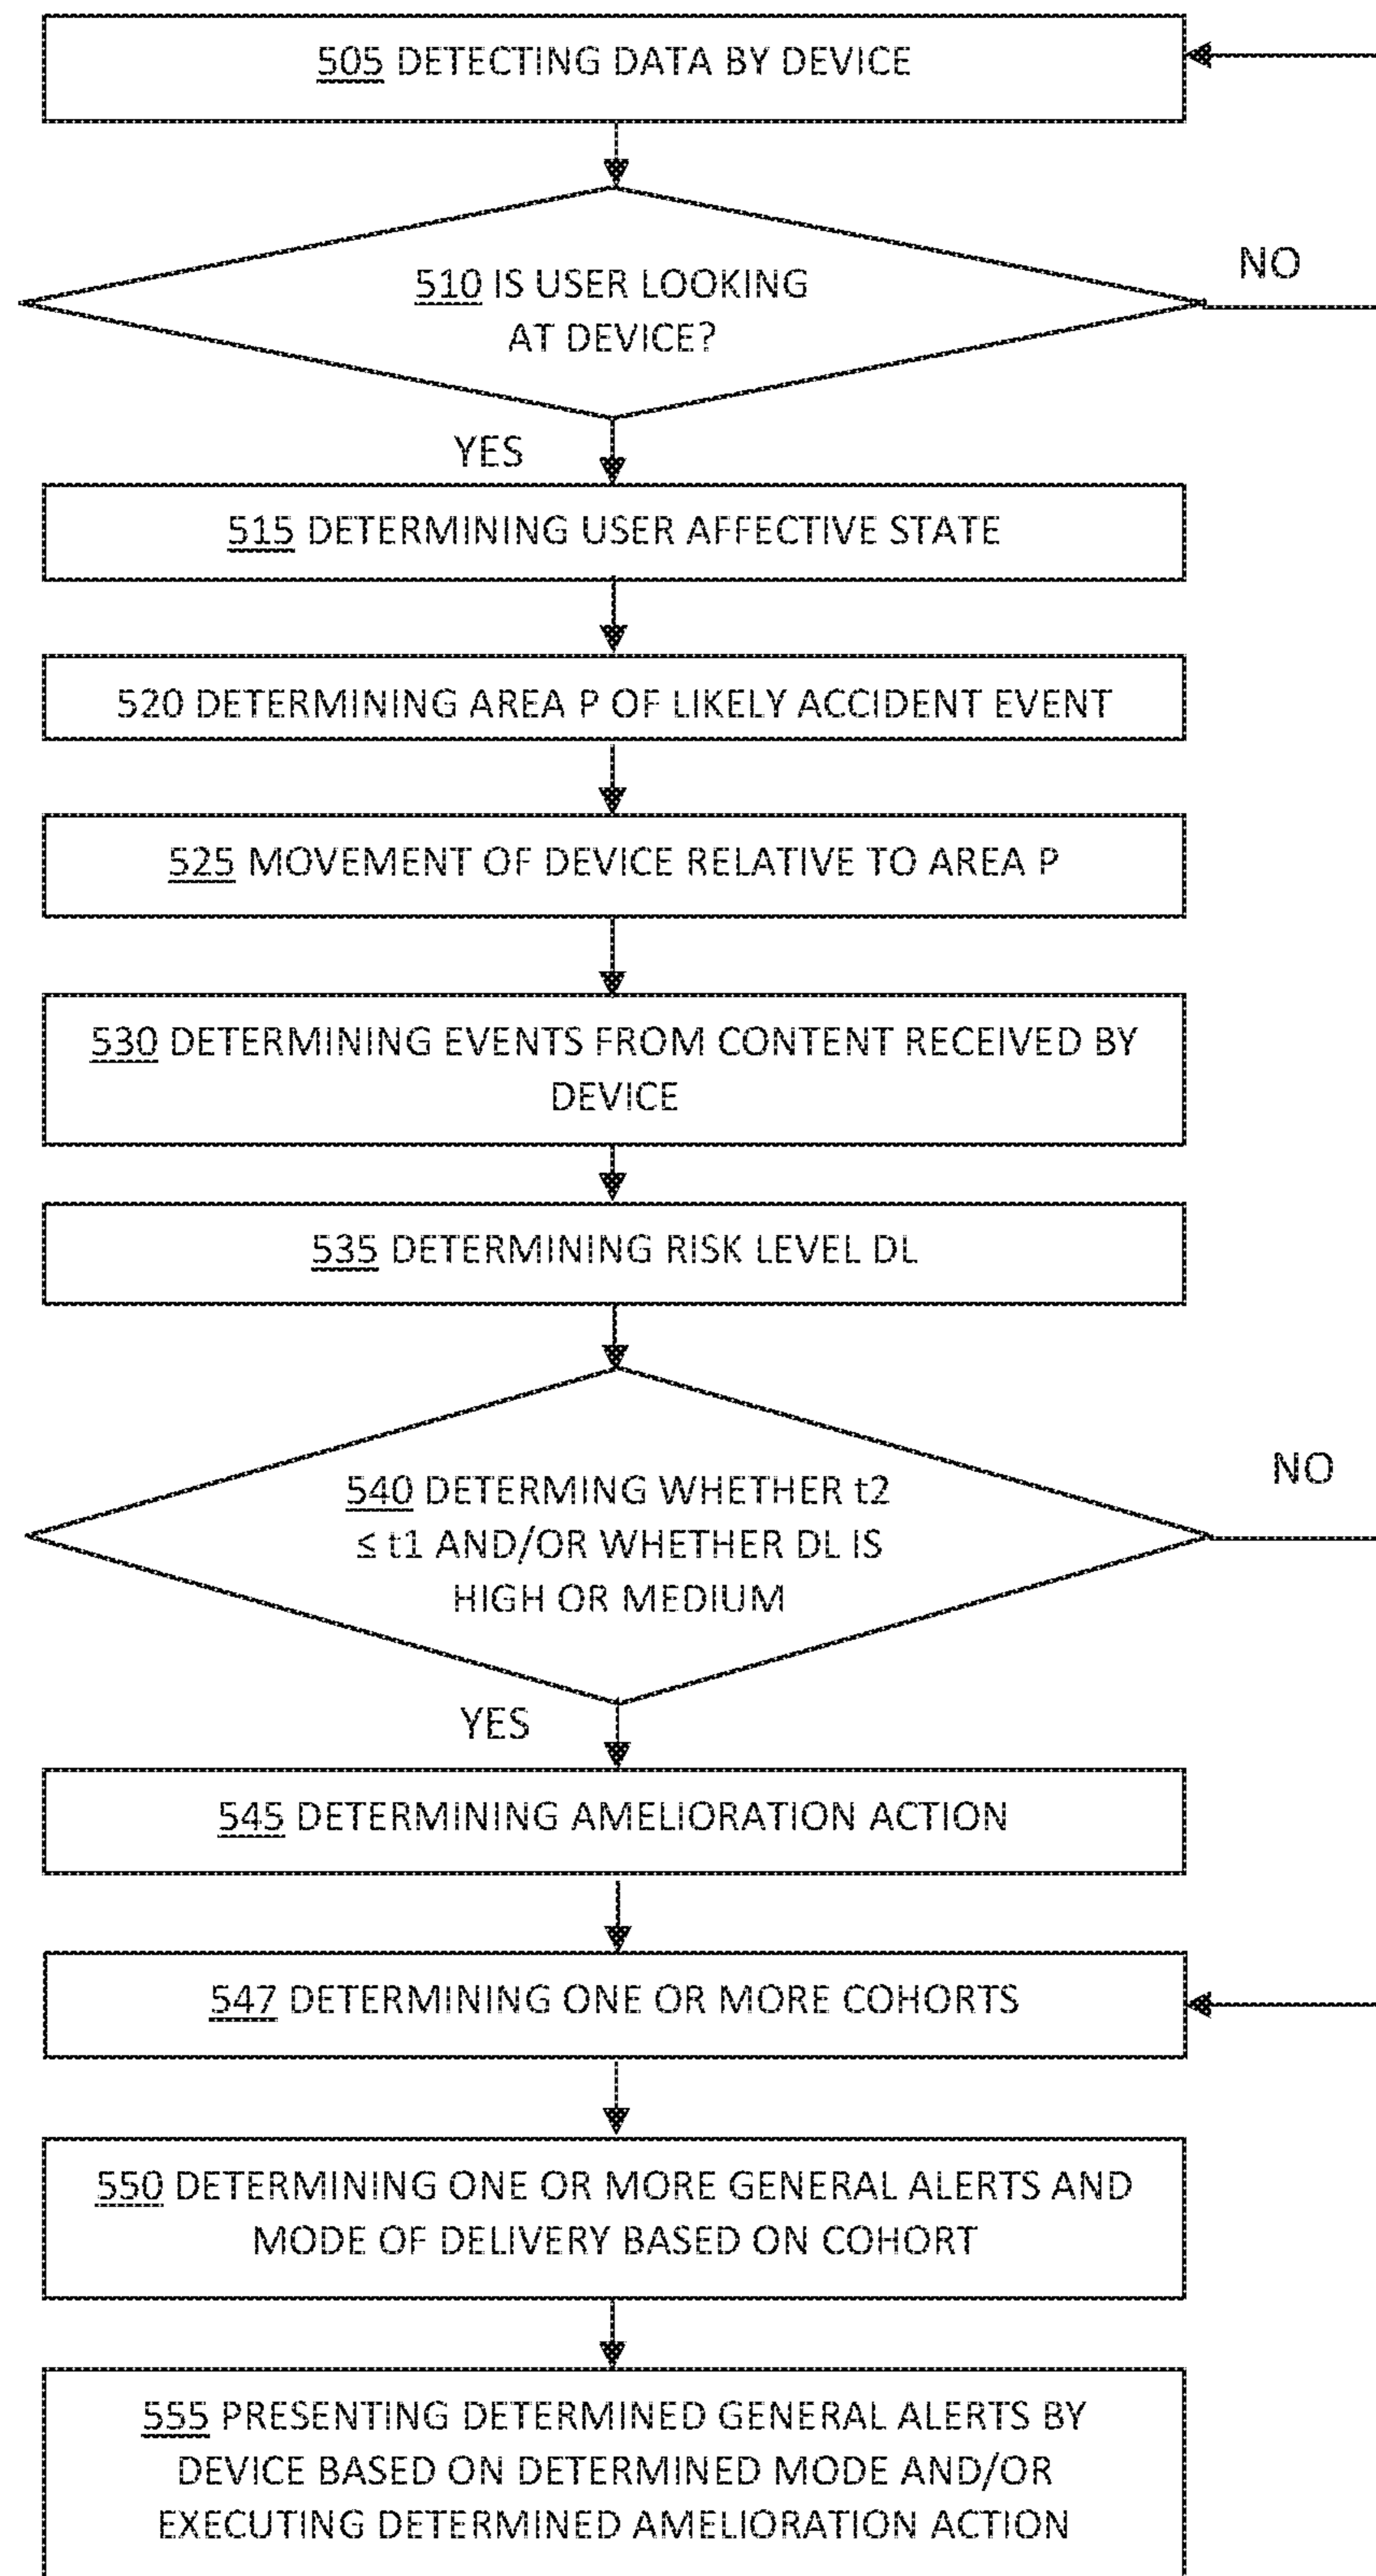 505 DETECTING DATA BY DEVICE
510 IS USER LOOKING
AT DEVICE?
NO
YES
515 DETERMINING USER AFFECTIVE STATE
520 DETERMINING AREA P OF LIKELY ACCIDENT EVENT
525 MOVEMENT OF DEVICE RELATIVE TO AREA P
530 DETERMINING EVENTS FROM CONTENT RECEIVED BY
DEVICE
535 DETERMINING RISK LEVEL DL
540 DETERMING WHETHER t2
≤ t1 AND/OR WHETHER DL IS
HIGH OR MEDIUM
NO
YES
545 DETERMINING AMELIORATION ACTION
547 DETERMINING ONE OR MORE COHORTS
550 DETERMINING ONE OR MORE GENERAL ALERTS AND
MODE OF DELIVERY BASED ON COHORT
555 PRESENTING DETERMINED GENERAL ALERTS BY
DEVICE BASED ON DETERMINED MODE AND/OR
EXECUTING DETERMINED AMELIORATION ACTION